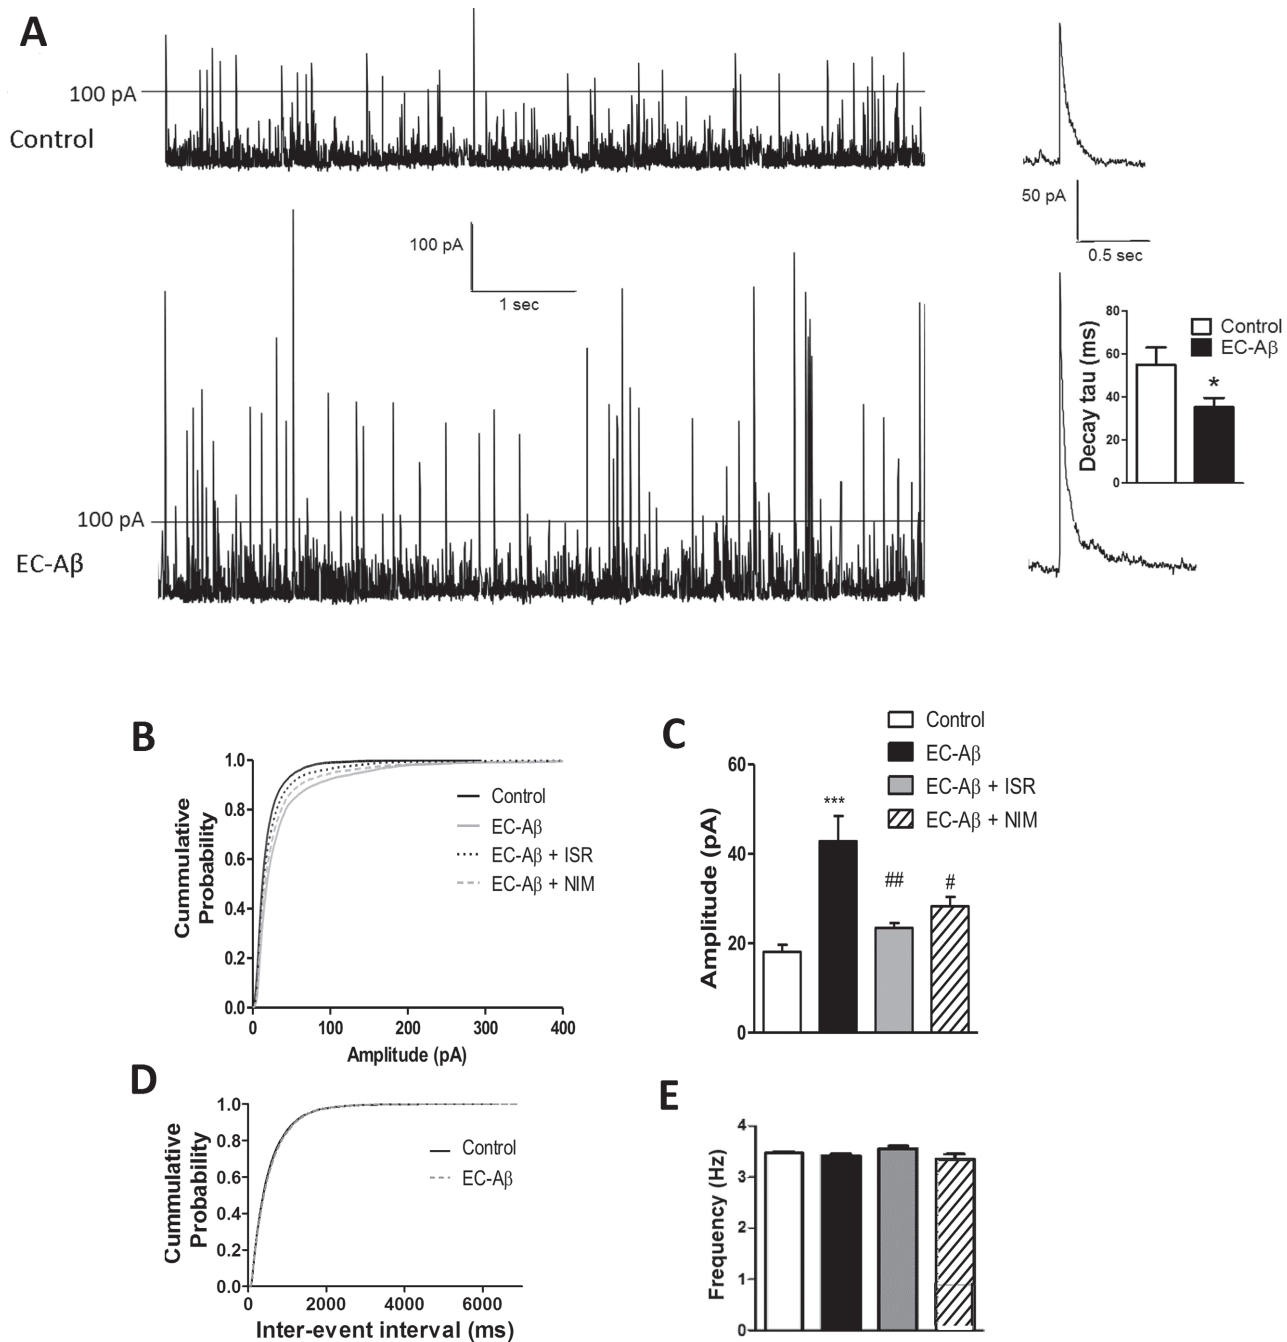 A
100 pA
Control
50 pA
0.5 sec
100 pA
1 sec
80
60
40
20
0
Decay tau (ms)
Control
EC-Aβ
*
100 pA
EC-Aβ
B
1.0
0.8
0.6
0.4
0.2
0.0
Cummulative
Probability
Control
EC-Aβ
EC-Aβ + ISR
EC-Aβ + NIM
0 100 200 300 400
Amplitude (pA)
C
Control
EC-Aβ
EC-Aβ + ISR
EC-Aβ + NIM
60
40
20
0
Amplitude (pA)
***
##
#
D
1.0
0.8
0.6
0.4
0.2
0.0
Cummulative
Probability
Control
EC-Aβ
0 2000 4000 6000
Inter-event interval (ms)
E
4
3
2
1
0
Frequency (Hz)